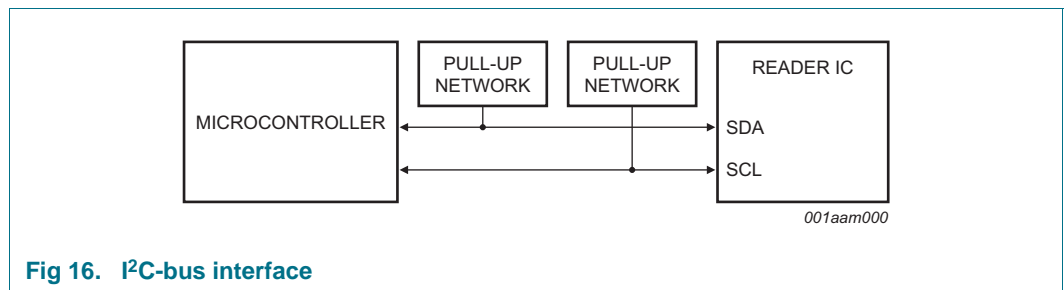 MICROCONTROLLER
PULL-UP
NETWORK
PULL-UP
NETWORK
READER IC
SDA
SCL
001aam000
Fig 16. I²C-bus interface